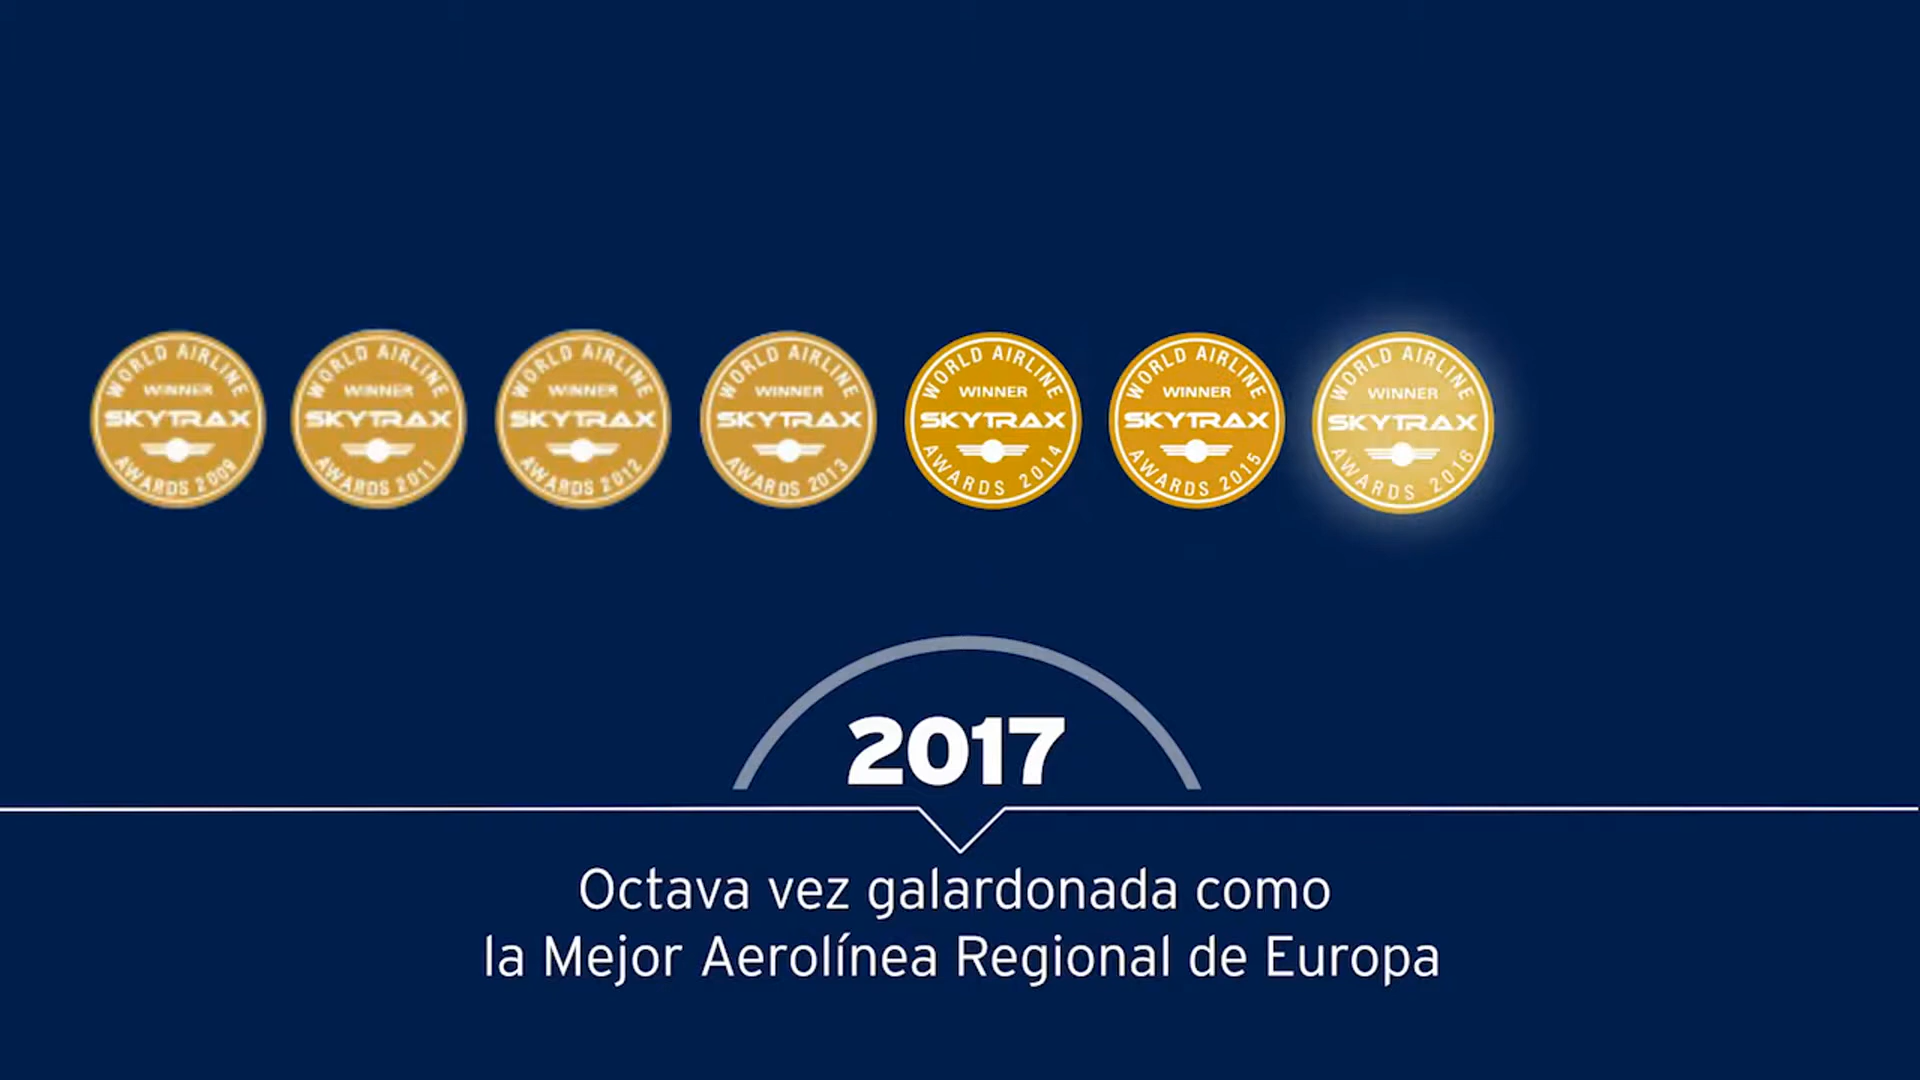 WORLD AIRLINE
WINNER
SKYTRAX
AWARDS 2009
WORLD AIRLINE
WINNER
SKYTRAX
AWARDS 2011
WORLD AIRLINE
WINNER
SKYTRAX
AWARDS 2012
WORLD AIRLINE
WINNER
SKYTRAX
AWARDS 2013
WORLD AIRLINE
WINNER
SKYTRAX
AWARDS 2014
WORLD AIRLINE
WINNER
SKYTRAX
AWARDS 2015
WORLD AIRLINE
WINNER
SKYTRAX
AWARDS 2016
2017
Octava vez galardonada como
la Mejor Aerolínea Regional de Europa